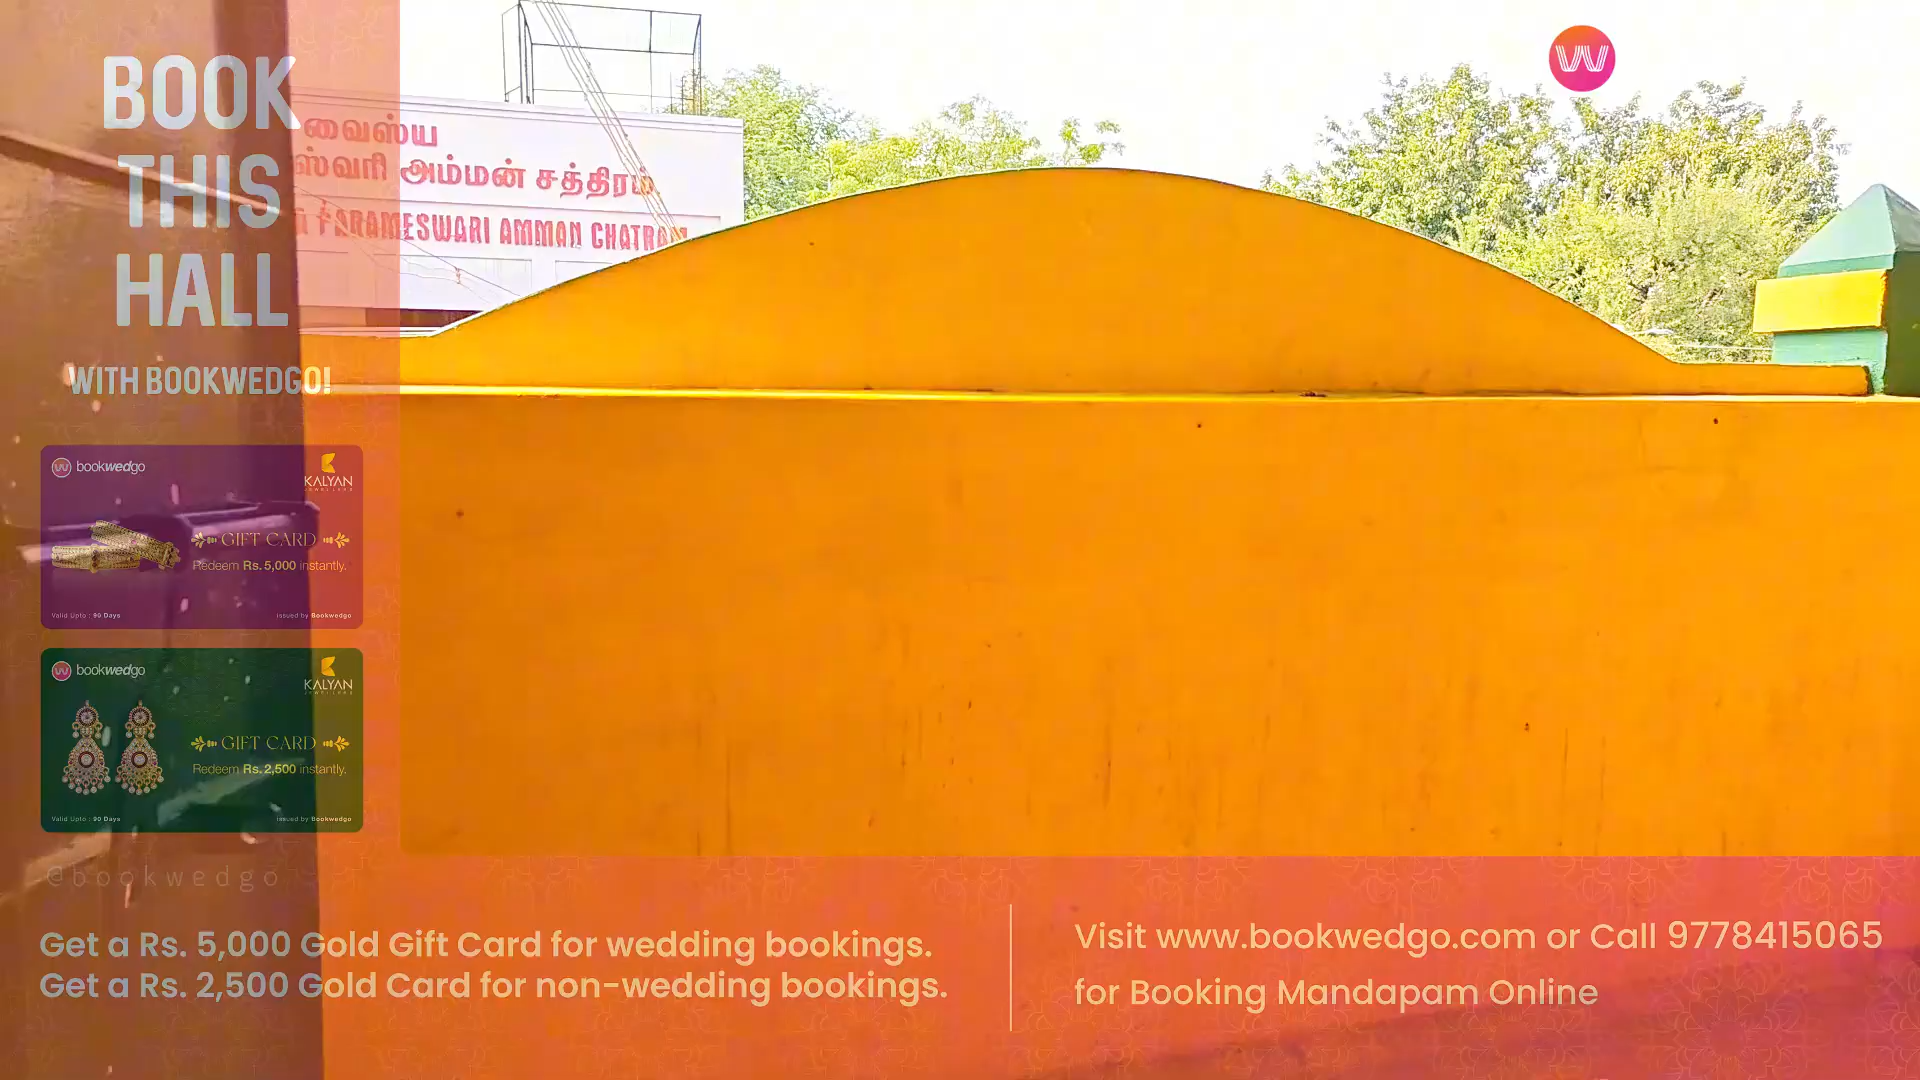 BOOK
THIS
HALL
WITH BOOKWEDGO!
வைஸ்ய
ஸ்வரி அம்மன் சத்திரம்
PARAMESWARI AMMAN CHATRAM
bookwedgo
KALYAN
JEWELLERS
GIFT CARD
Redeem Rs. 5,000 instantly.
Valid Upto : 90 Days
issued by Bookwedgo
bookwedgo
KALYAN
JEWELLERS
GIFT CARD
Redeem Rs. 2,500 instantly.
Valid Upto : 90 Days
issued by Bookwedgo
@bookwedgo
Get a Rs. 5,000 Gold Gift Card for wedding bookings.
Get a Rs. 2,500 Gold Card for non-wedding bookings.
Visit www.bookwedgo.com or Call 9778415065
for Booking Mandapam Online